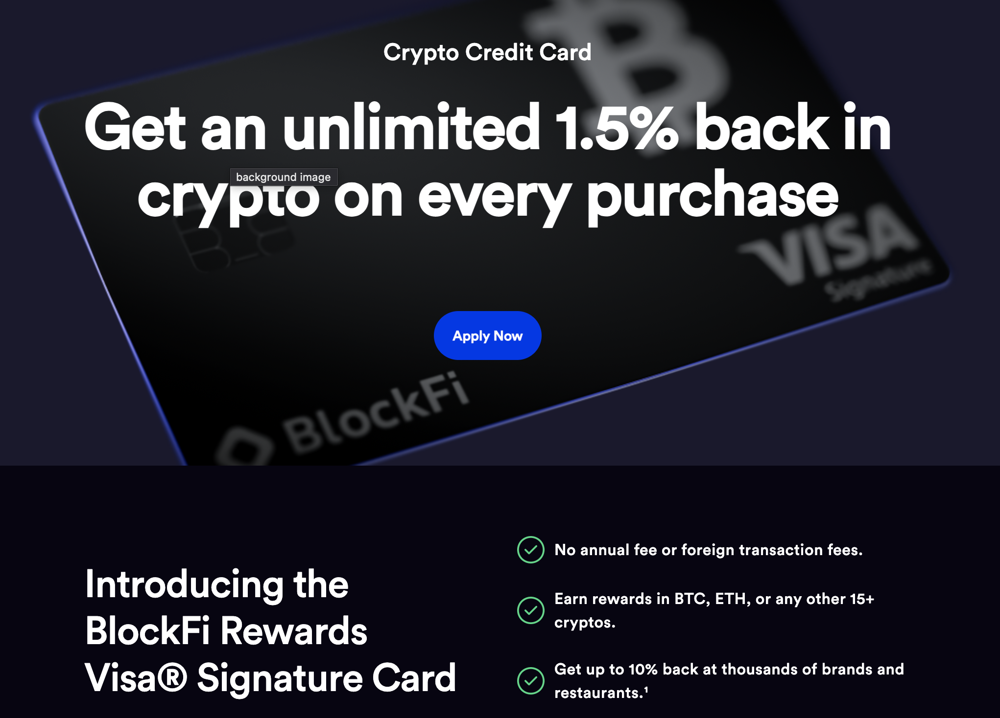 Crypto Credit Card
Get an unlimited 1.5% back in
background image
crypto on every purchase
VISA
Signature
Apply Now
BlockFi
No annual fee or foreign transaction fees.
Earn rewards in BTC, ETH, or any other 15+
cryptos.
Get up to 10% back at thousands of brands and
restaurants.¹
Introducing the
BlockFi Rewards
Visa® Signature Card